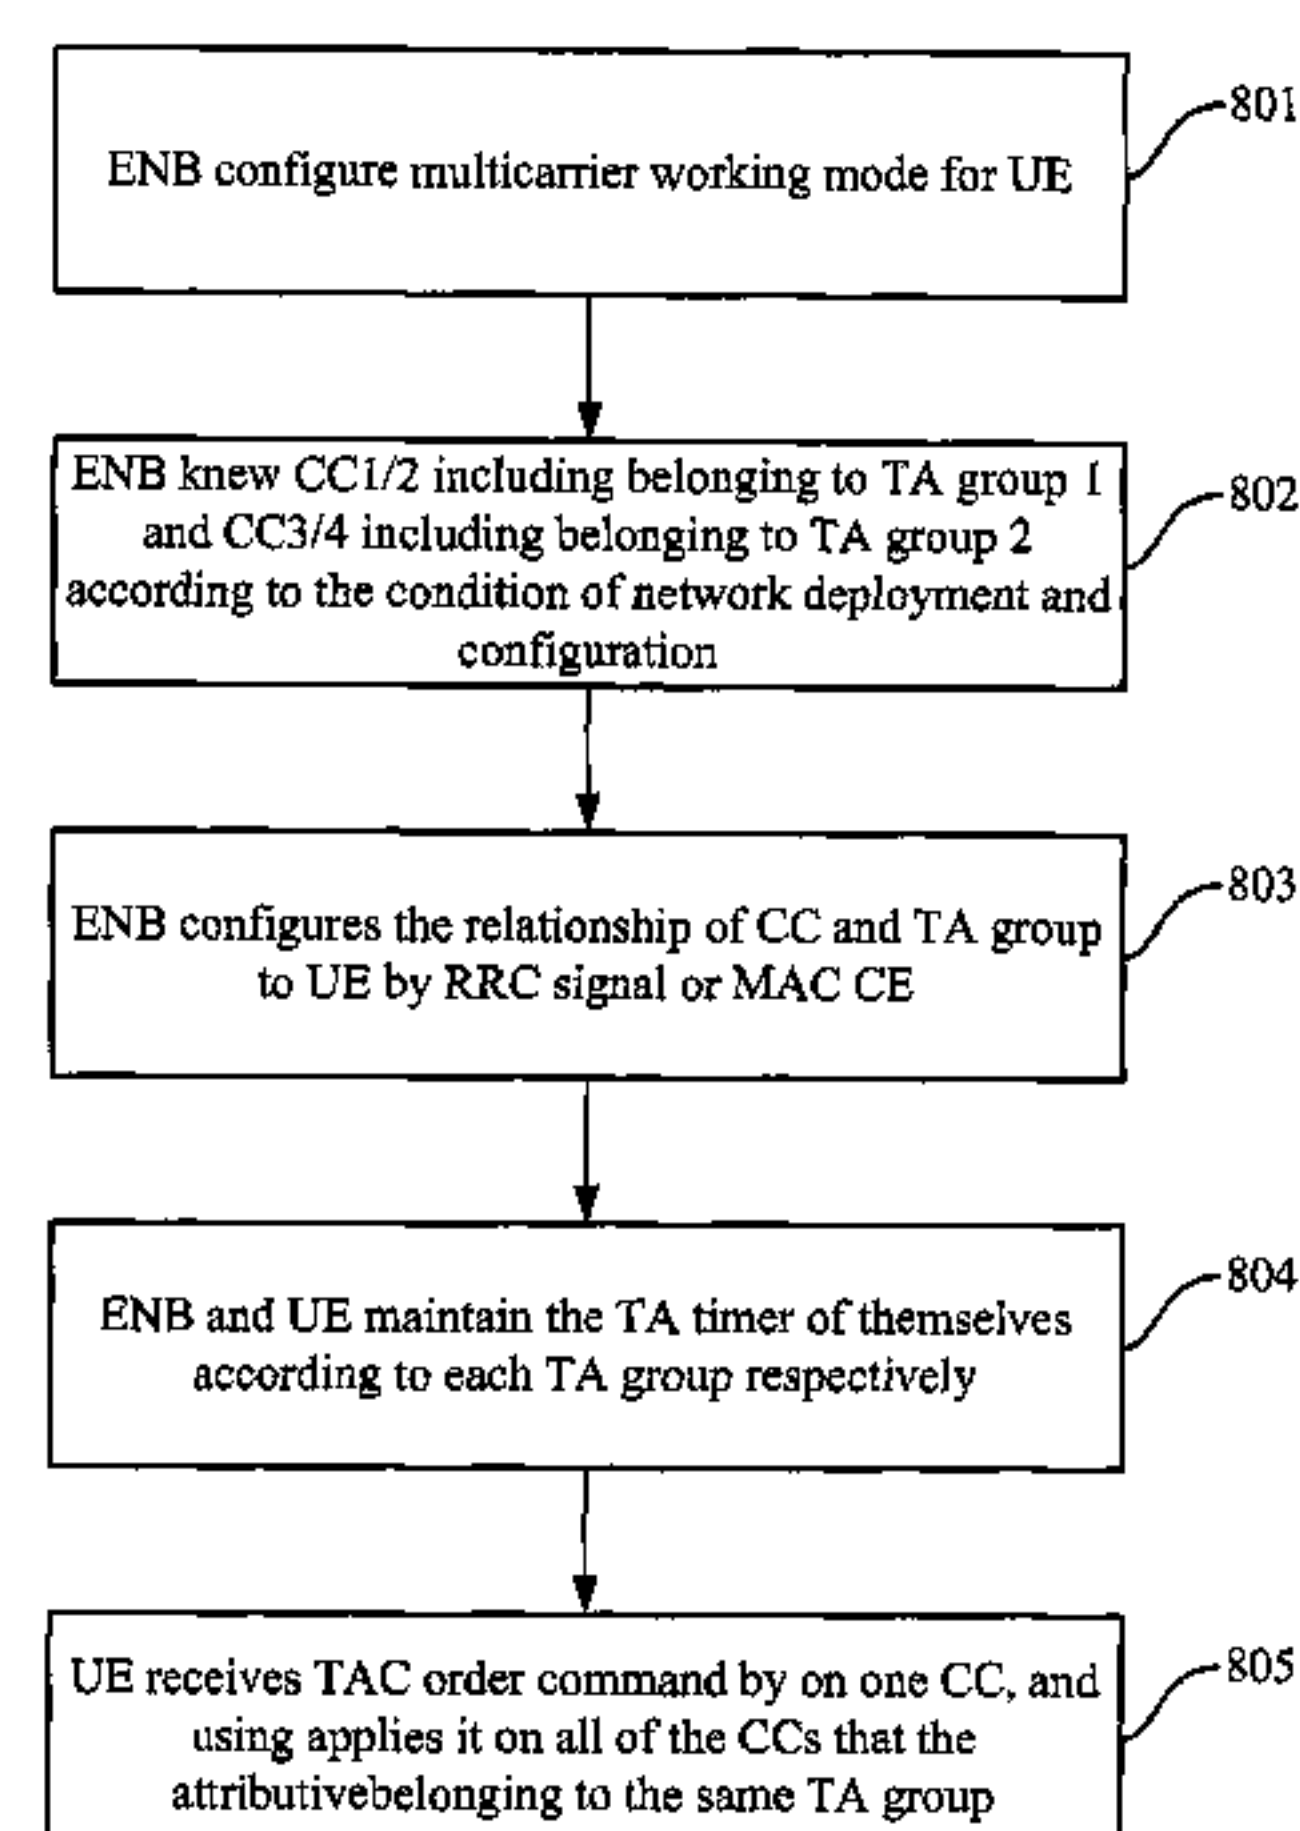 ENB configure multicarrier working mode for UE
801
ENB knew CC1/2 including belonging to TA group 1
and CC3/4 including belonging to TA group 2
according to the condition of network deployment and
configuration
802
ENB configures the relationship of CC and TA group
to UE by RRC signal or MAC CE
803
ENB and UE maintain the TA timer of themselves
according to each TA group respectively
804
UE receives TAC order command by on one CC, and
using applies it on all of the CCs that the
attributivebelonging to the same TA group
805